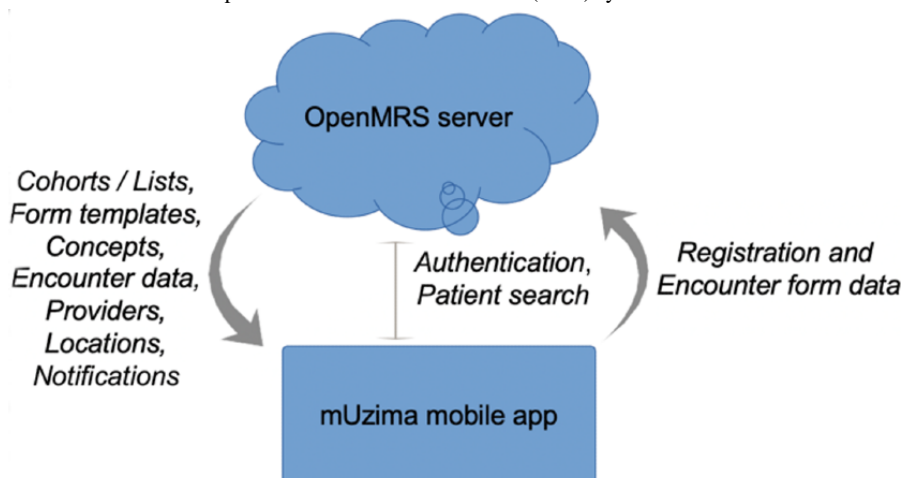 OpenMRS server
Cohorts / Lists,
Form templates,
Concepts,
Encounter data,
Providers,
Locations,
Notifications
Authentication,
Patient search
Registration and
Encounter form data
mUzima mobile app